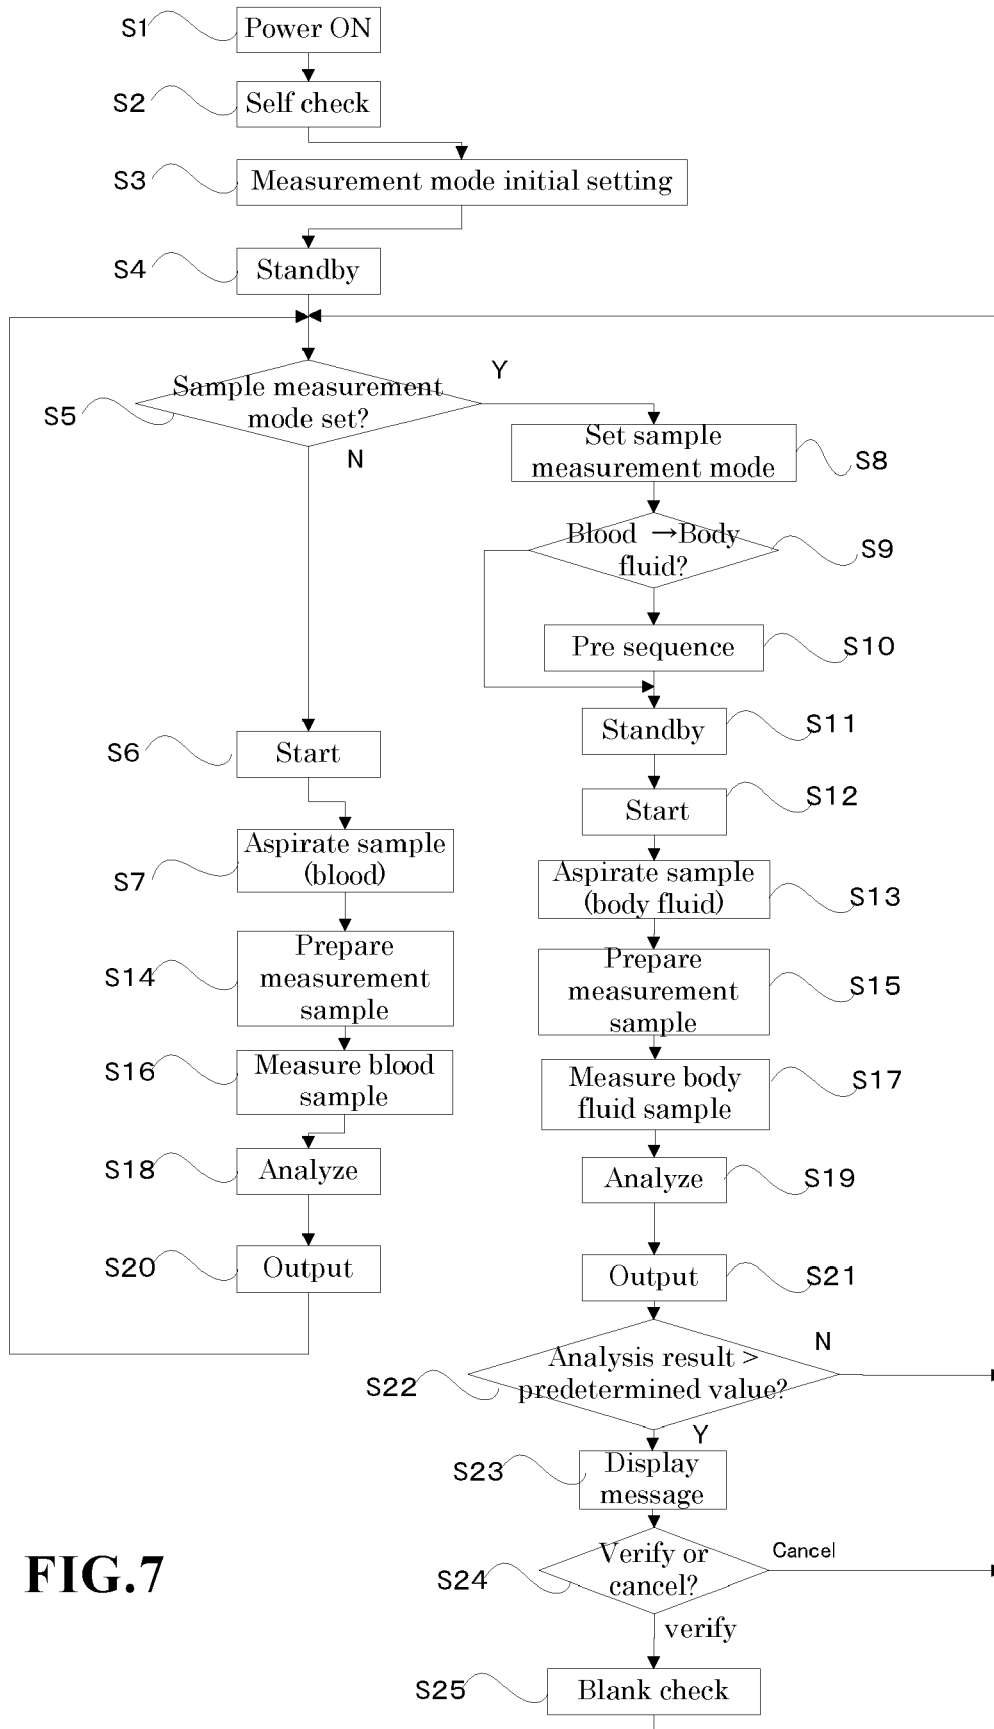 S1
Power ON
S2
Self check
S3
Measurement mode initial setting
S4
Standby
S5
Sample measurement
mode set?
Y
N
Set sample
measurement mode
S8
Blood →Body
fluid?
S9
Pre sequence
S10
Standby
S11
S6
Start
Start
S12
S7
Aspirate sample
(blood)
Aspirate sample
(body fluid)
S13
S14
Prepare
measurement
sample
Prepare
measurement
sample
S15
S16
Measure blood
sample
Measure body
fluid sample
S17
S18
Analyze
Analyze
S19
S20
Output
Output
S21
S22
Analysis result >
predetermined value?
N
Y
S23
Display
message
S24
Verify or
cancel?
Cancel
verify
S25
Blank check
FIG.7